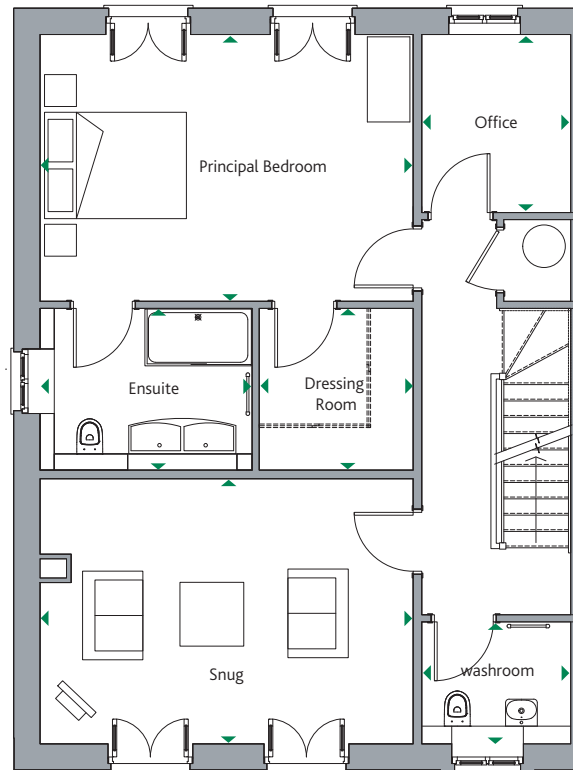 Office
Principal Bedroom
Ensuite
Dressing
Room
Snug
washroom